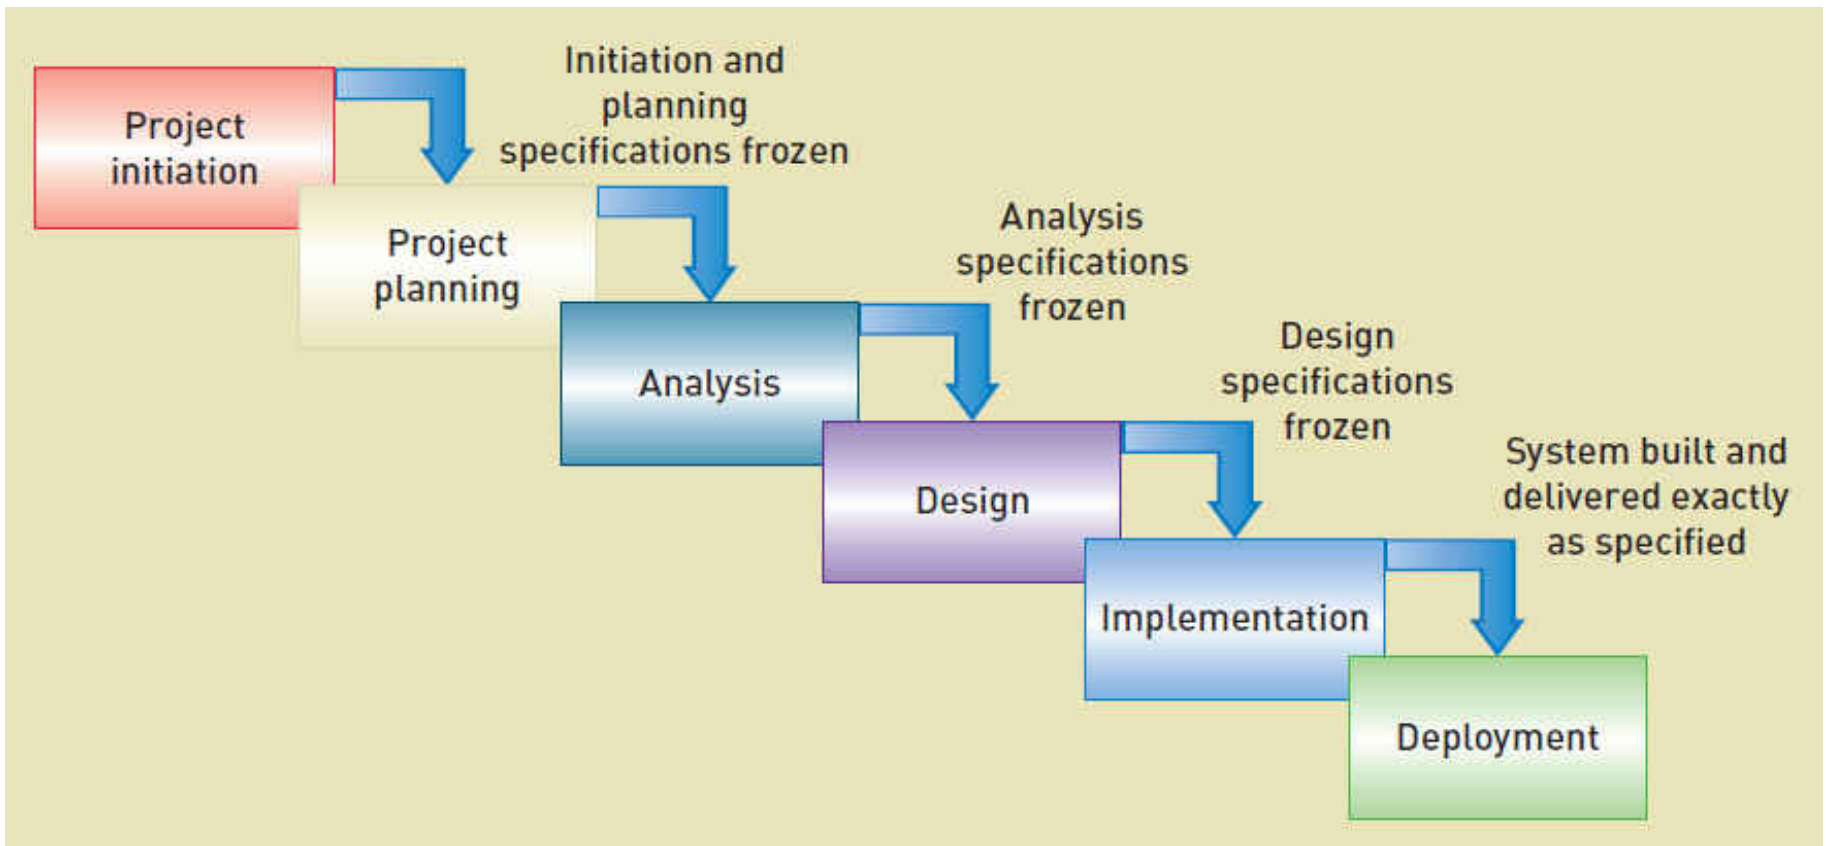 Project
initiation
Initiation and
planning
specifications frozen
Project
planning
Analysis
specifications
frozen
Analysis
Design
specifications
frozen
Design
System built and
delivered exactly
as specified
Implementation
Deployment